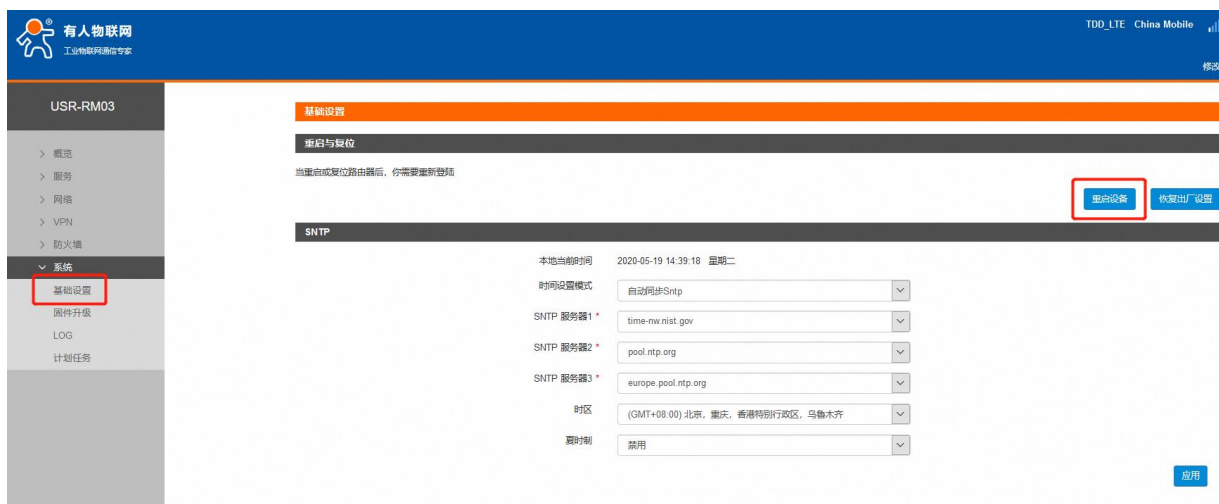 有人物联网
工业物联网通信专家
TDD_LTE China Mobile
修改
USR-RM03
概览
服务
网络
VPN
防火墙
系统
基础设置
固件升级
LOG
计划任务
基础设置
重启与复位
当重启或复位路由器后，你需要重新登陆
重启设备 恢复出厂设置
SNTP
本地当前时间 2020-05-19 14:39:18 星期二
时间设置模式 自动同步Sntp
SNTP 服务器1 * time-nw.nist.gov
SNTP 服务器2 * pool.ntp.org
SNTP 服务器3 * europe.pool.ntp.org
时区 (GMT+08:00) 北京，重庆，香港特别行政区，乌鲁木齐
夏时制 禁用
应用